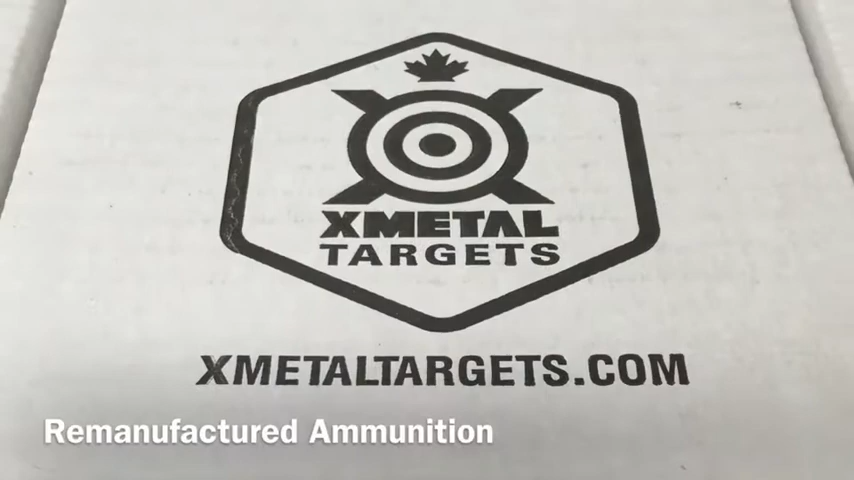 XMETAL
TARGETS
XMETALTARGETS.COM
Remanufactured Ammunition